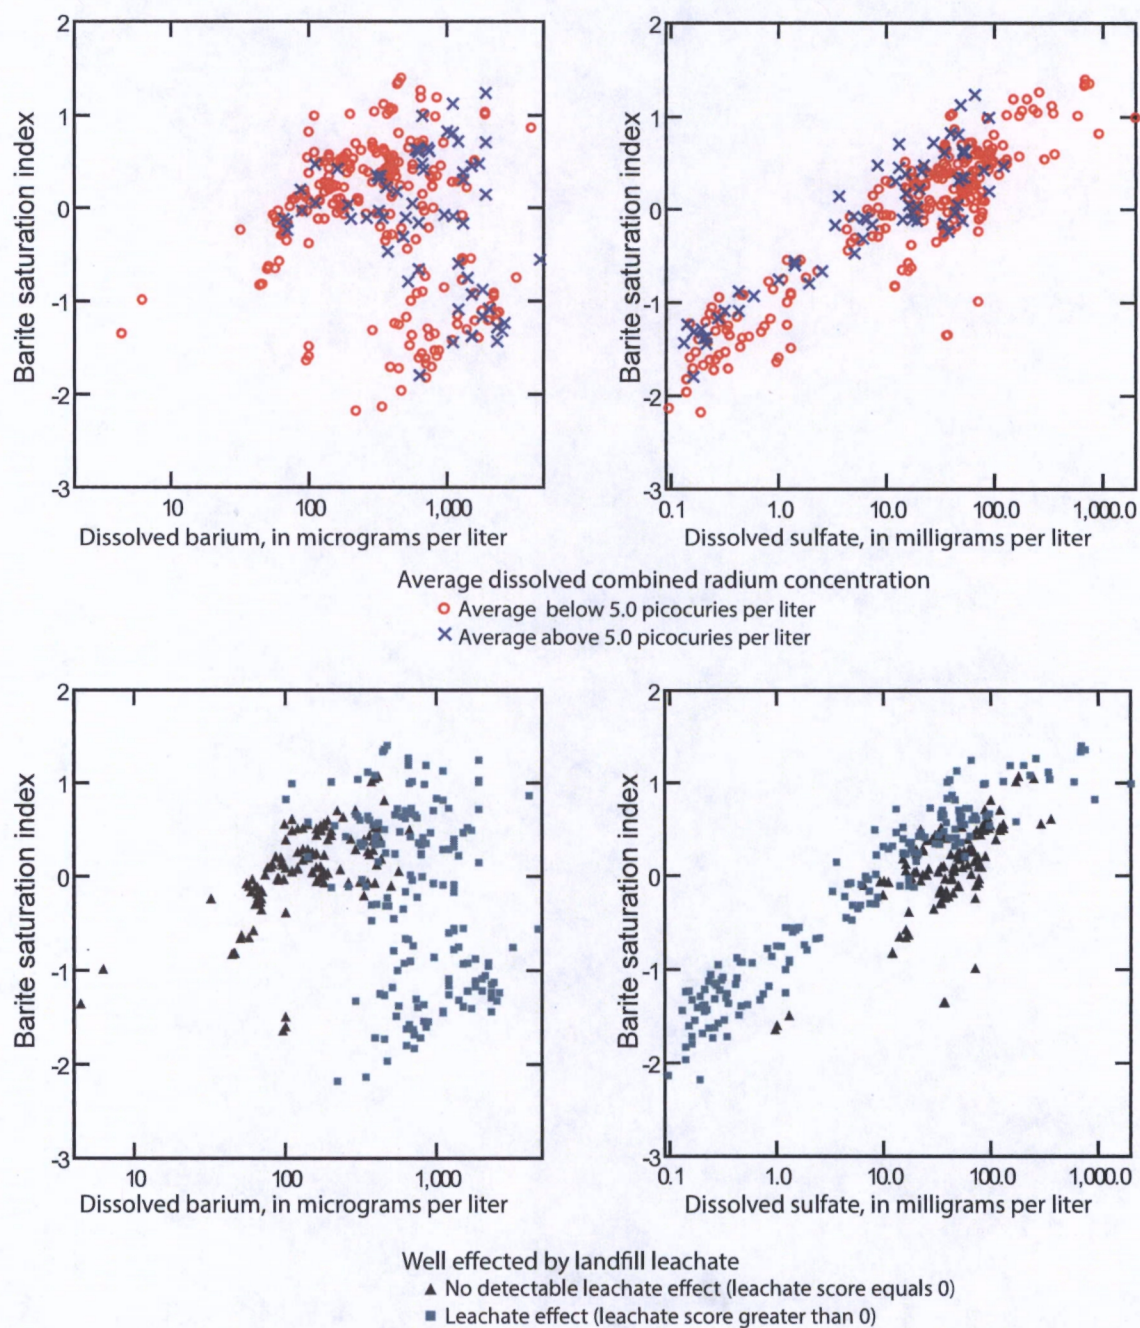 2
1
0
-1
-2
-3
Barite saturation index
10
100
1,000
Dissolved barium, in micrograms per liter
2
1
0
-1
-2
-3
Barite saturation index
0.1
1.0
10.0
100.0
1,000.0
Dissolved sulfate, in milligrams per liter
Average dissolved combined radium concentration
Average below 5.0 picocuries per liter
Average above 5.0 picocuries per liter
2
1
0
-1
-2
-3
Barite saturation index
10
100
1,000
Dissolved barium, in micrograms per liter
2
1
0
-1
-2
-3
Barite saturation index
0.1
1.0
10.0
100.0
1,000.0
Dissolved sulfate, in milligrams per liter
Well effected by landfill leachate
No detectable leachate effect (leachate score equals 0)
Leachate effect (leachate score greater than 0)